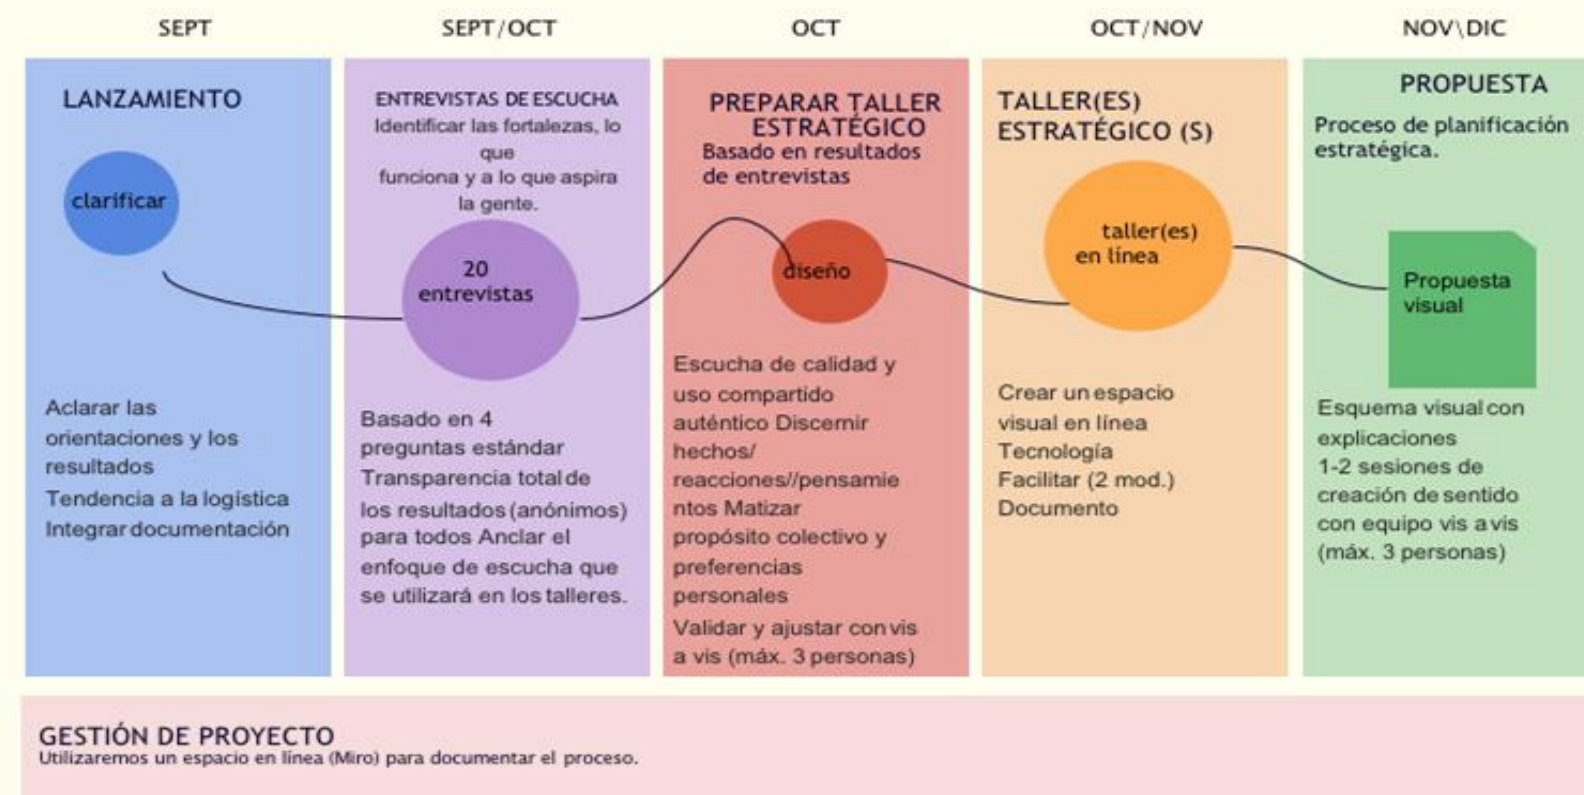 SEPT
SEPT/OCT
OCT
OCT/NOV
NOV\DIC
LANZAMIENTO
clarificar
Aclarar las
orientaciones y los
resultados
Tendencia a la logística
Integrar documentación
ENTREVISTAS DE ESCUCHA
Identificar las fortalezas, lo
que
funciona y a lo que aspira
la gente.
20
entrevistas
Basado en 4
preguntas estándar
Transparencia total de
los resultados (anónimos)
para todos Anclar el
enfoque de escucha que
se utilizará en los talleres.
PREPARAR TALLER
ESTRATÉGICO
Basado en resultados
de entrevistas
diseño
Escucha de calidad y
uso compartido
auténtico Discernir
hechos/
reacciones//pensamie
ntos Matizar
propósito colectivo y
preferencias
personales
Validar y ajustar con vis
a vis (máx. 3 personas)
TALLER(ES)
ESTRATÉGICO (S)
taller(es)
en línea
Crear un espacio
visual en línea
Tecnología
Facilitar (2 mod.)
Documento
PROPUESTA
Proceso de planificación
estratégica.
Propuesta
visual
Esquema visual con
explicaciones
1-2 sesiones de
creación de sentido
con equipo vis a vis
(máx. 3 personas)
GESTIÓN DE PROYECTO
Utilizaremos un espacio en línea (Miro) para documentar el proceso.